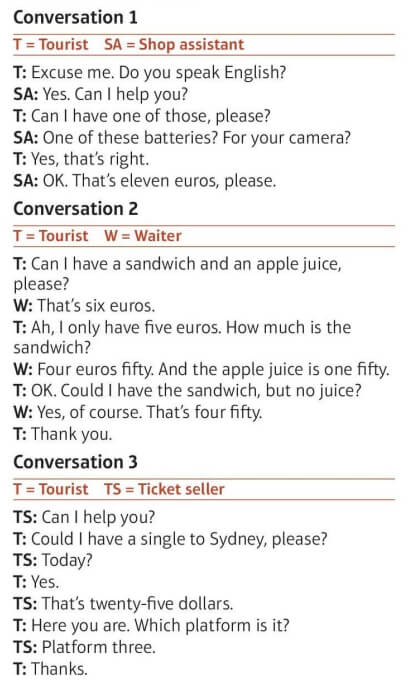 Conversation 1
T = Tourist SA = Shop assistant
T: Excuse me. Do you speak English?
SA: Yes. Can I help you?
T: Can I have one of those, please?
SA: One of these batteries? For your camera?
T: Yes, that's right.
SA: OK. That's eleven euros, please.
Conversation 2
T = Tourist W = Waiter
T: Can I have a sandwich and an apple juice,
please?
W: That's six euros.
T: Ah, I only have five euros. How much is the
sandwich?
W: Four euros fifty. And the apple juice is one fifty.
T: OK. Could I have the sandwich, but no juice?
W: Yes, of course. That's four fifty.
T: Thank you.
Conversation 3
T = Tourist TS = Ticket seller
TS: Can I help you?
T: Could I have a single to Sydney, please?
TS: Today?
T: Yes.
TS: That's twenty-five dollars.
T: Here you are. Which platform is it?
TS: Platform three.
T: Thanks.